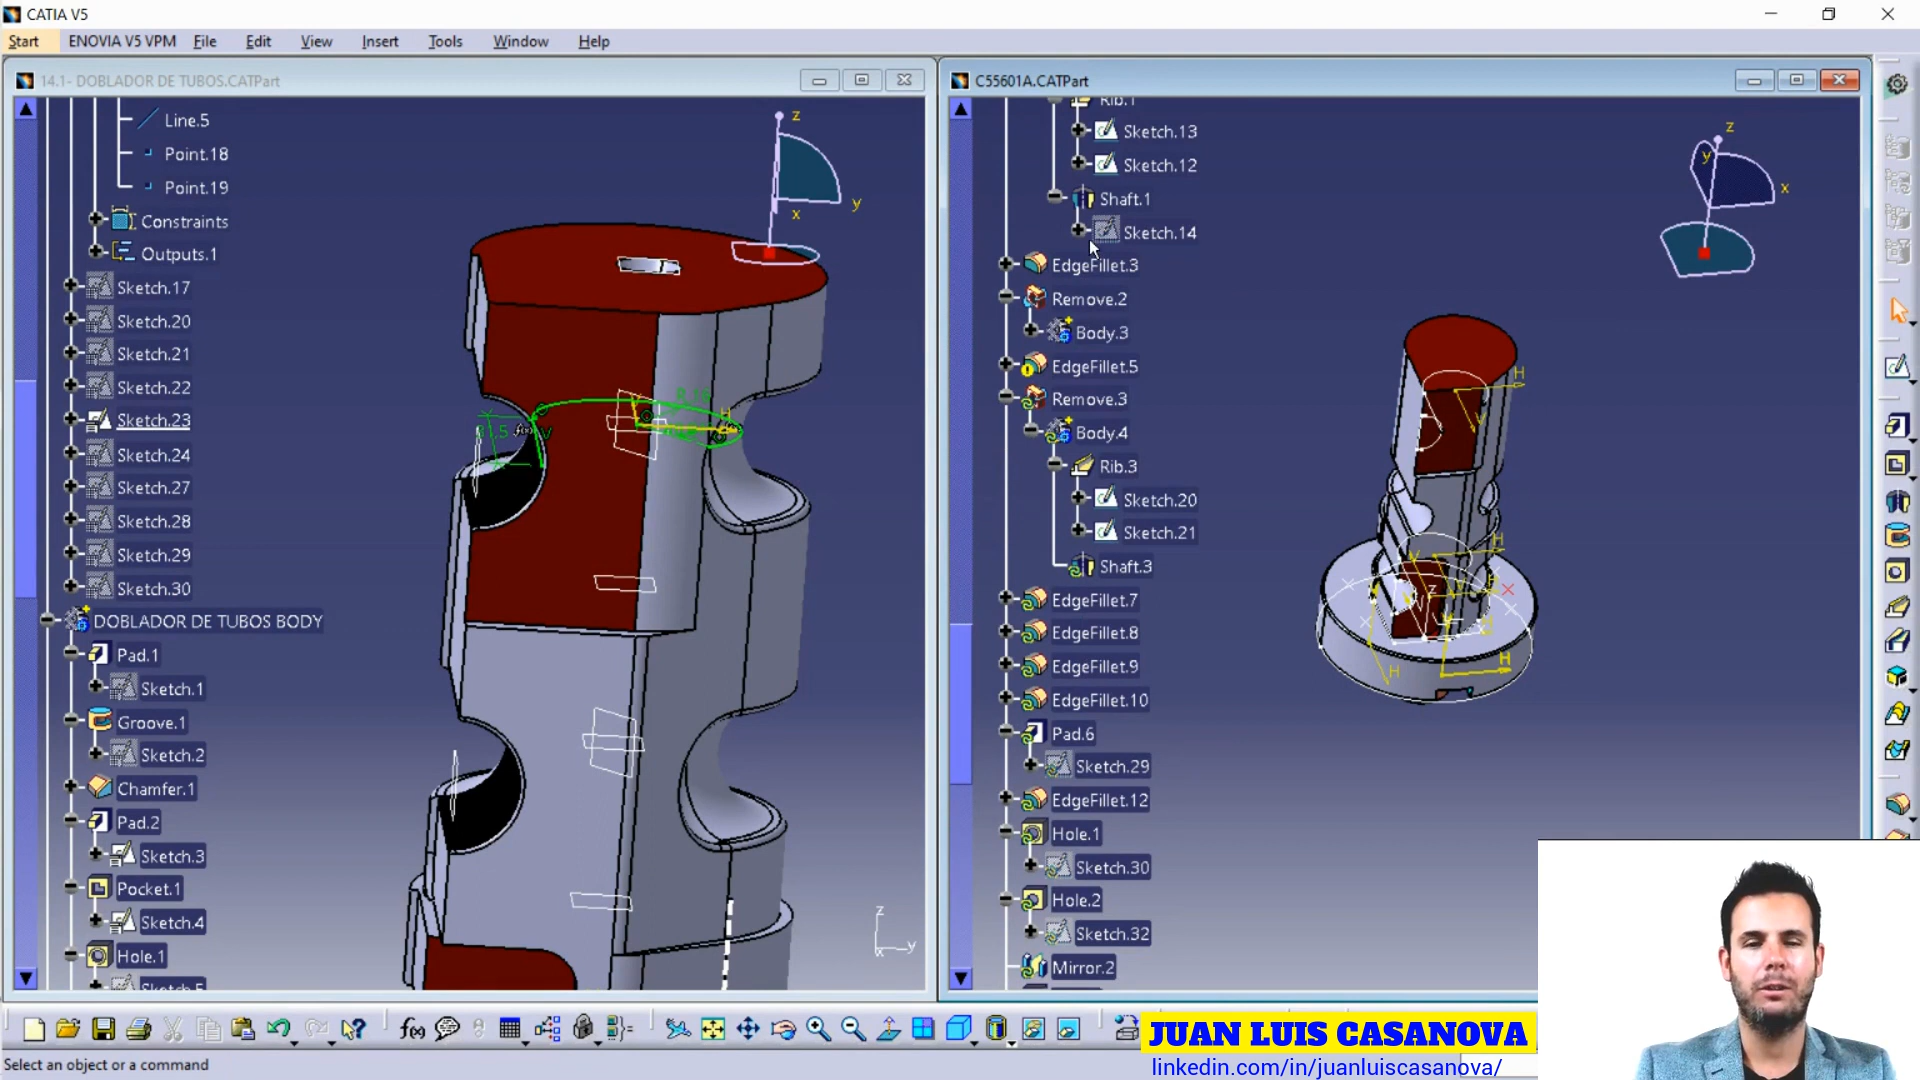 CATIA V5
Start ENOVIA V5 VPM File Edit View Insert Tools Window Help
14.1- DOBLADOR DE TUBOS.CATPart
Line.5
Point.18
Point.19
Constraints
Outputs.1
Sketch.17
Sketch.20
Sketch.21
Sketch.22
Sketch.23
Sketch.24
Sketch.27
Sketch.28
Sketch.29
Sketch.30
DOBLADOR DE TUBOS BODY
Pad.1
Sketch.1
Groove.1
Sketch.2
Chamfer.1
Pad.2
Sketch.3
Pocket.1
Sketch.4
Hole.1
Sketch.5
z
y
x
H
V
z
y
C55601A.CATPart
Rib.1
Sketch.13
Sketch.12
Shaft.1
Sketch.14
EdgeFillet.3
Remove.2
Body.3
EdgeFillet.5
Remove.3
Body.4
Rib.3
Sketch.20
Sketch.21
Shaft.3
EdgeFillet.7
EdgeFillet.8
EdgeFillet.9
EdgeFillet.10
Pad.6
Sketch.29
EdgeFillet.12
Hole.1
Sketch.30
Hole.2
Sketch.32
Mirror.2
z
y
x
H
V
H
H
H
Select an object or a command
JUAN LUIS CASANOVA
linkedin.com/in/juanluiscasanova/